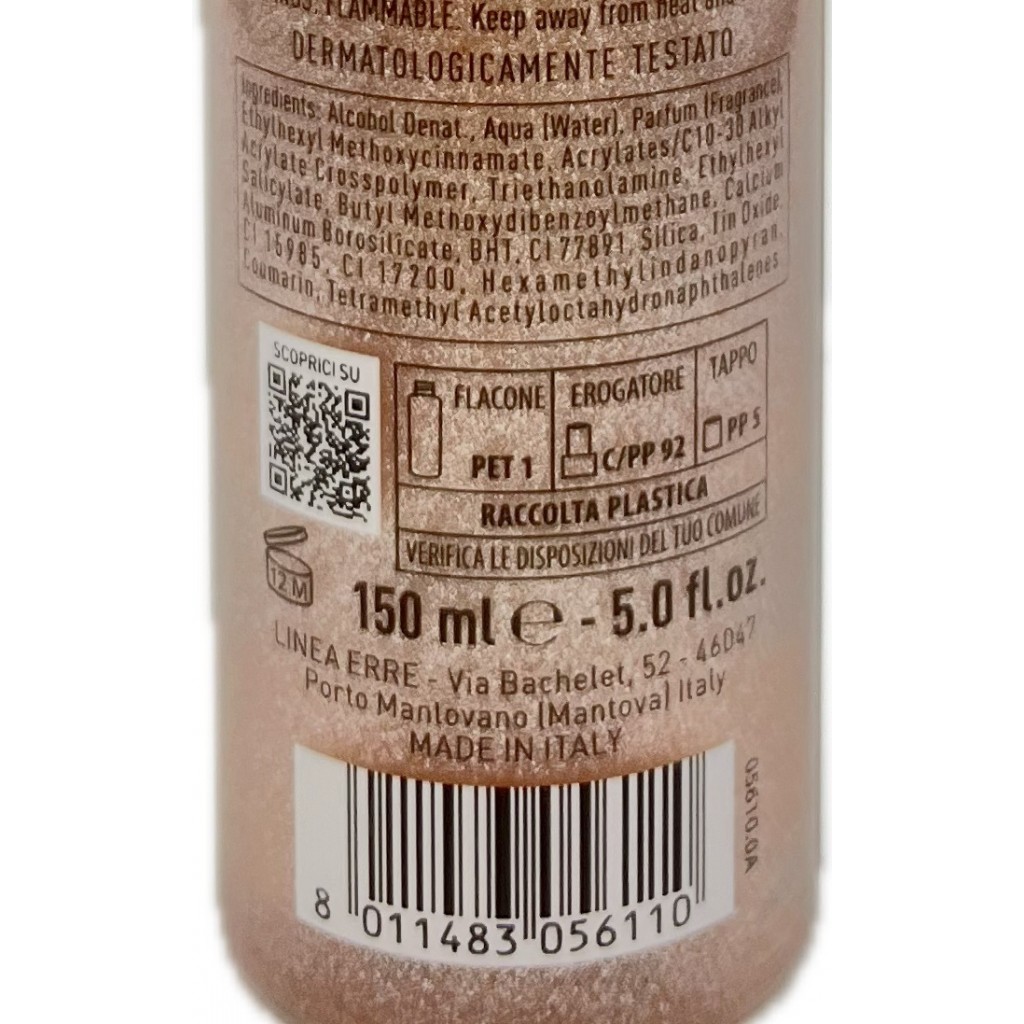 FLAMMABLE: Keep away from heat and
DERMATOLOGICAMENTE TESTATO
Ingredients: Alcohol Denat., Aqua (Water), Parfum (Fragrance),
Ethylhexyl Methoxycinnamate, Acrylates/C10-30 Alkyl
Acrylate Crosspolymer, Triethanolamine, Ethylhexyl
Salicylate, Butyl Methoxydibenzoylmethane, Calcium
Aluminum Borosilicate, BHT, CI 77891, Silica, Tin Oxide,
CI 15985, CI 17200, Hexamethylindanopyran,
Coumarin, Tetramethyl Acetyloctahydronaphthalenes
SCOPRICI SU
FLACONE
PET 1
EROGATORE
C/PP 92
TAPPO
PP 5
RACCOLTA PLASTICA
VERIFICA LE DISPOSIZIONI DEL TUO COMUNE
12 M
150 ml ℮ - 5.0 fl.oz.
LINEA ERRE - Via Bachelet, 52 - 46047
Porto Mantovano (Mantova) Italy
MADE IN ITALY
05610.0A
8 011483 056110